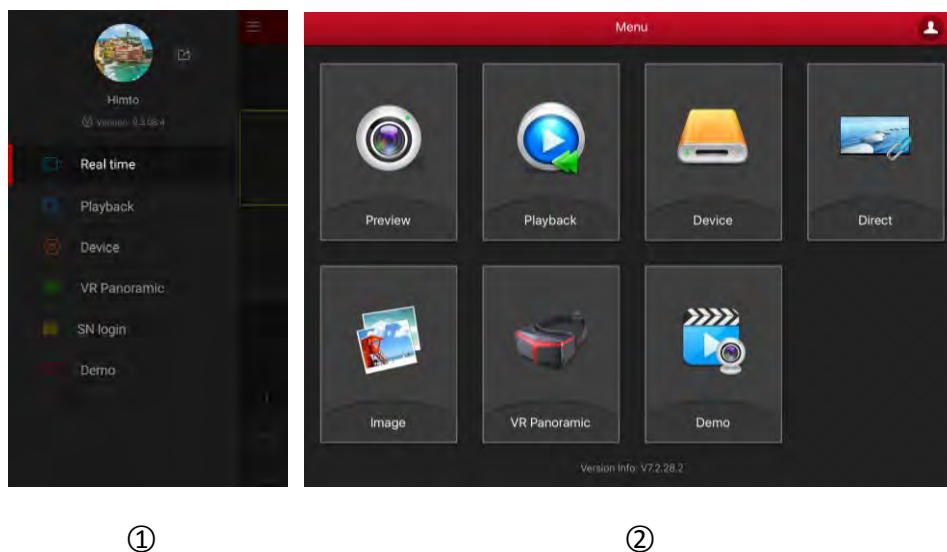 Himto
Real time
Playback
Device
VR Panoramic
SN login
Demo
Menu
Preview
Playback
Device
Direct
Image
VR Panoramic
Demo
Version Info: V7.2.28.2
①
②